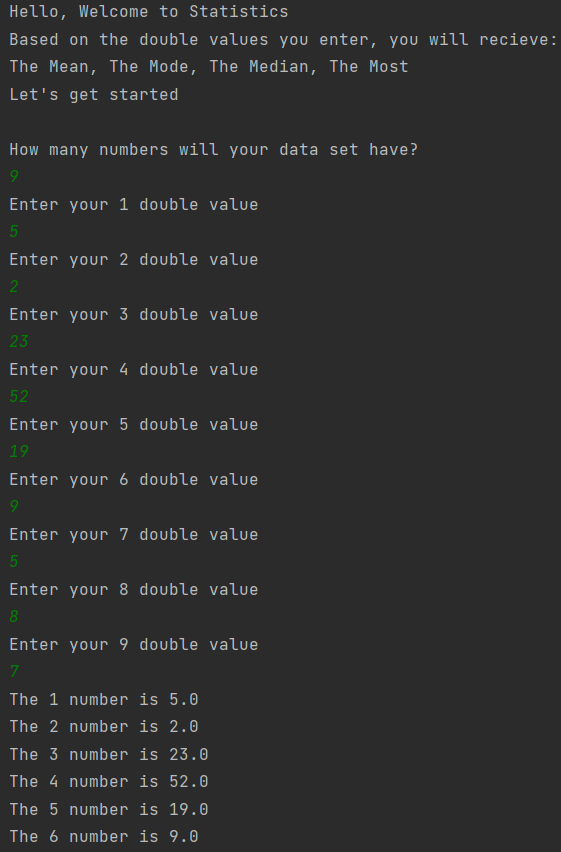 Hello, Welcome to Statistics
Based on the double values you enter, you will recieve:
The Mean, The Mode, The Median, The Most
Let's get started
How many numbers will your data set have?
9
Enter your 1 double value
5
Enter your 2 double value
2
Enter your 3 double value
23
Enter your 4 double value
52
Enter your 5 double value
19
Enter your 6 double value
9
Enter your 7 double value
5
Enter your 8 double value
8
Enter your 9 double value
7
The 1 number is 5.0
The 2 number is 2.0
The 3 number is 23.0
The 4 number is 52.0
The 5 number is 19.0
The 6 number is 9.0